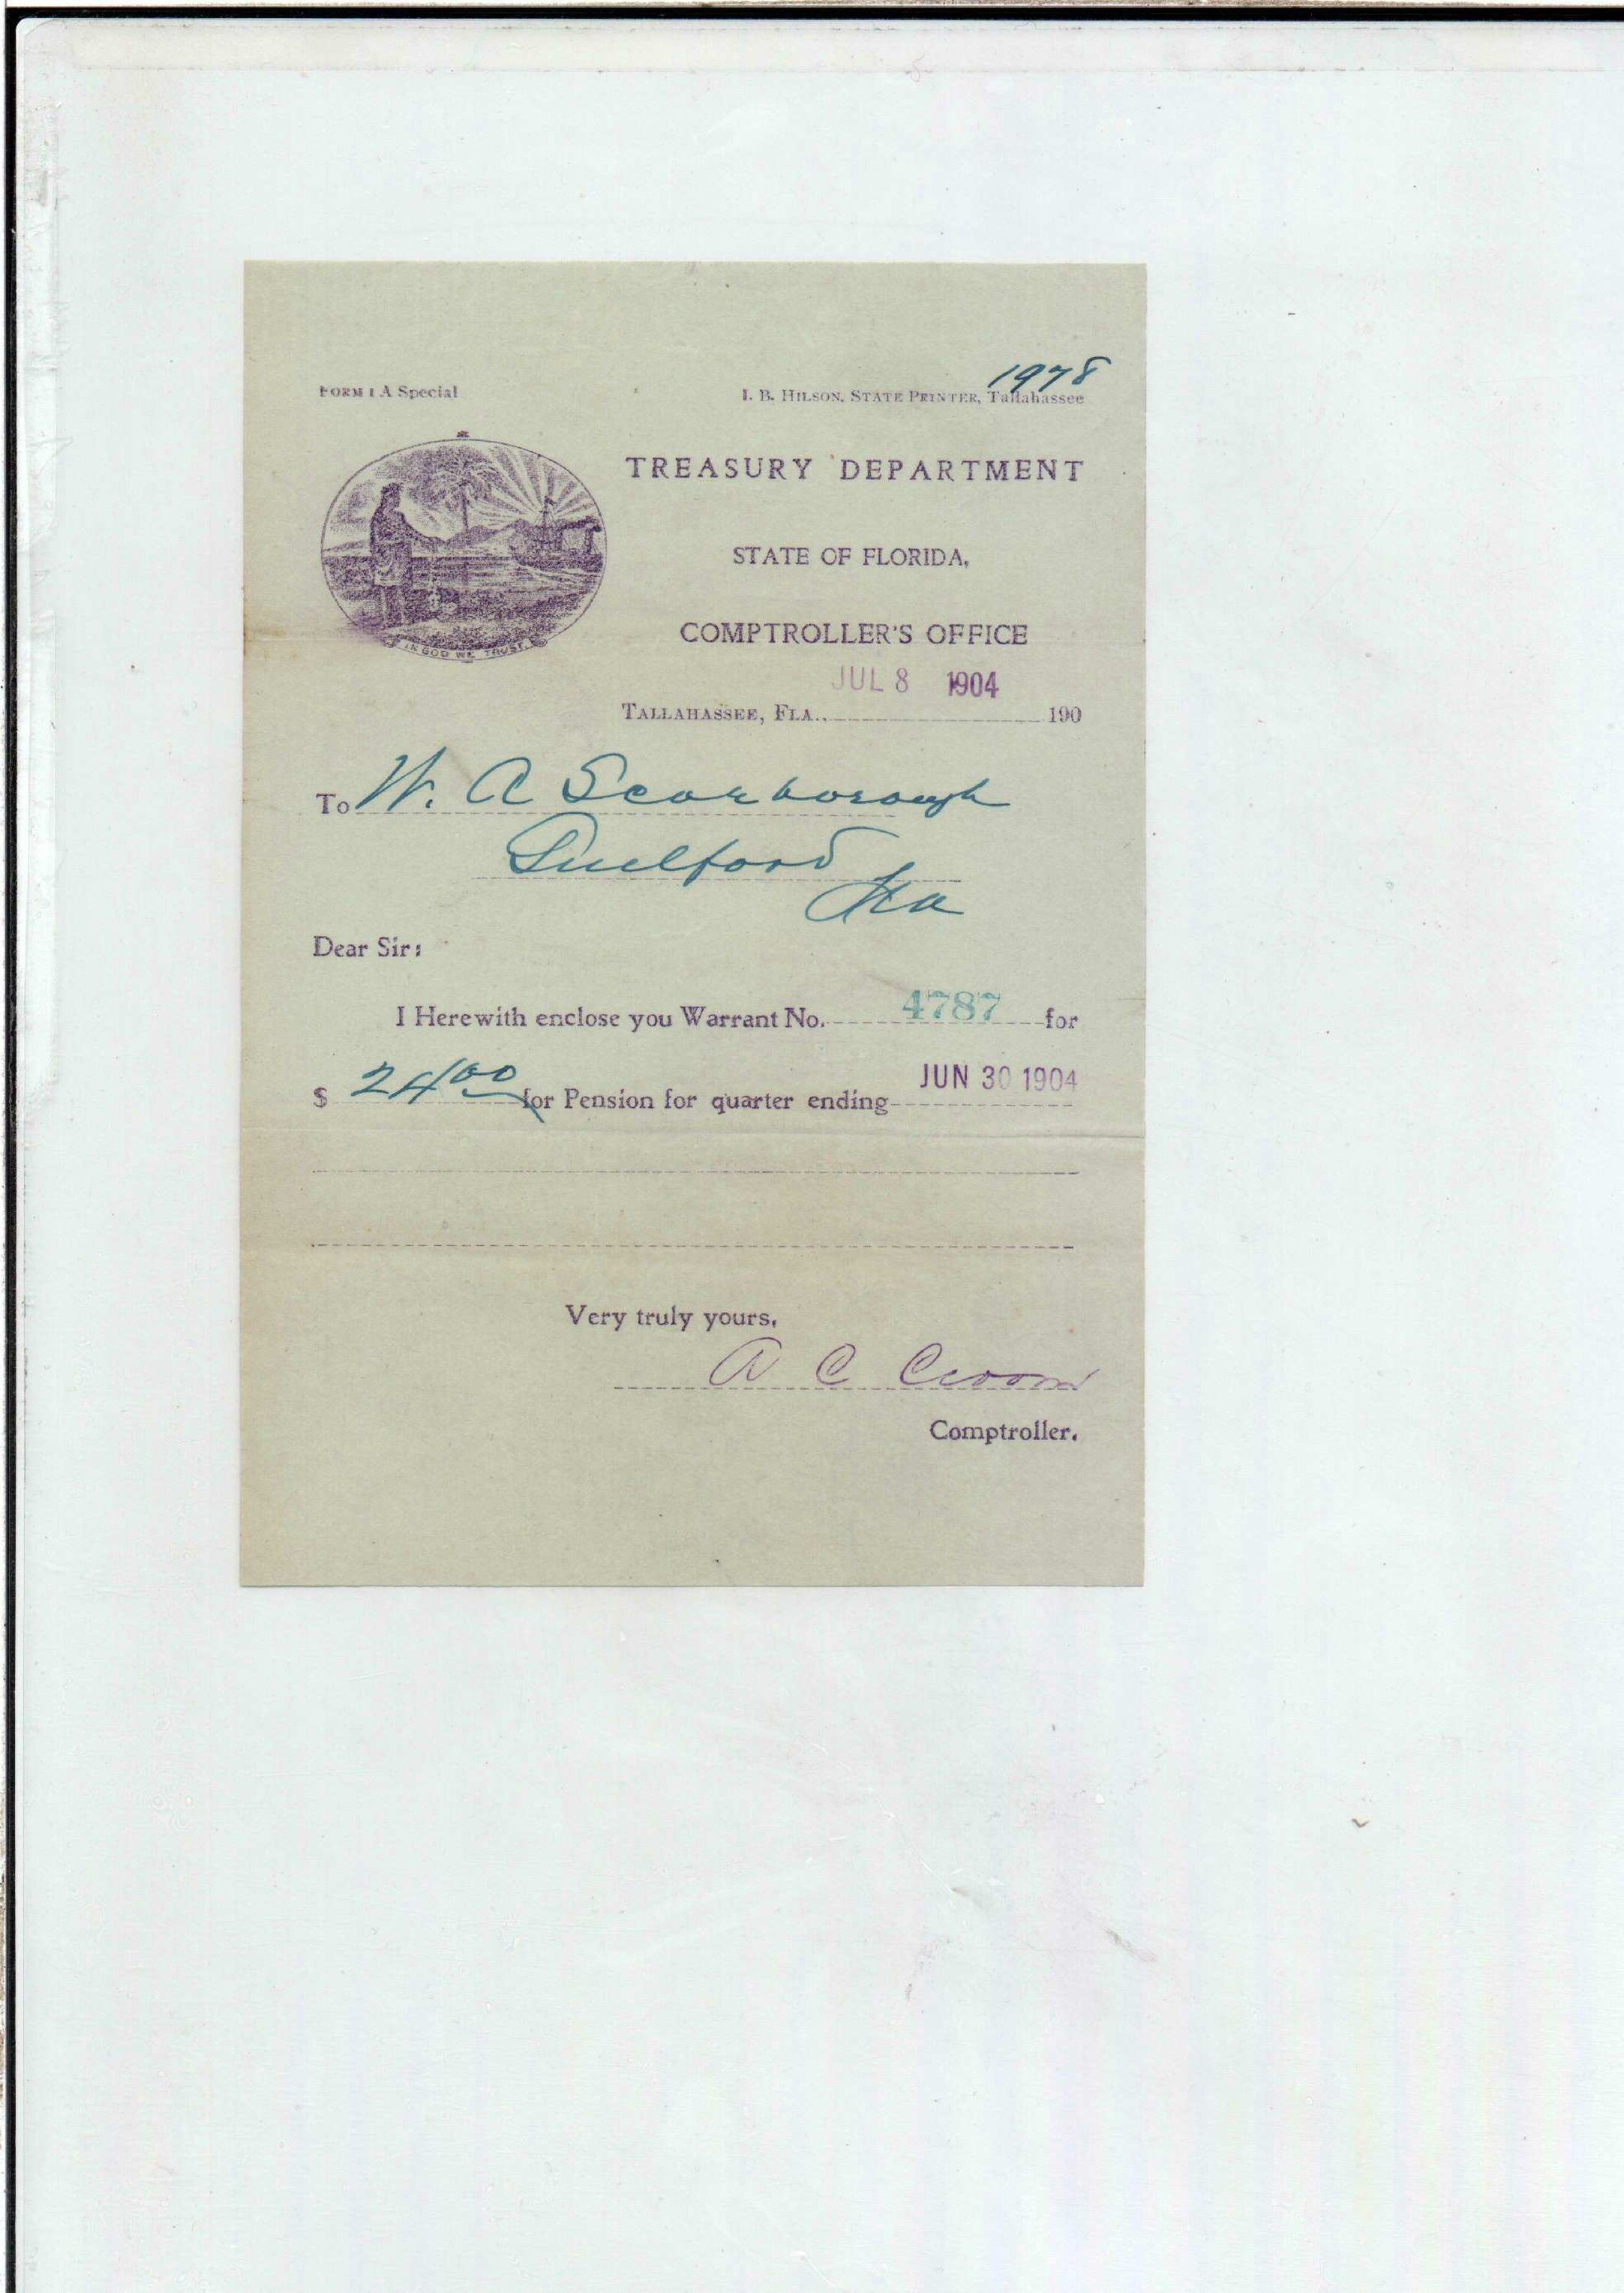 1978
FORM 1 A Special
I. B. HILSON, STATE PRINTER, Tallahassee
TREASURY DEPARTMENT
STATE OF FLORIDA,
COMPTROLLER'S OFFICE
JUL 8 1904
TALLAHASSEE, FLA., 190
IN GOD WE TRUST.
To W. A Scarborough
Guilford
Fla
Dear Sir:
I Herewith enclose you Warrant No. 4787 for
$ 24 00 for Pension for quarter ending JUN 30 1904
Very truly yours,
A C Croom
Comptroller.